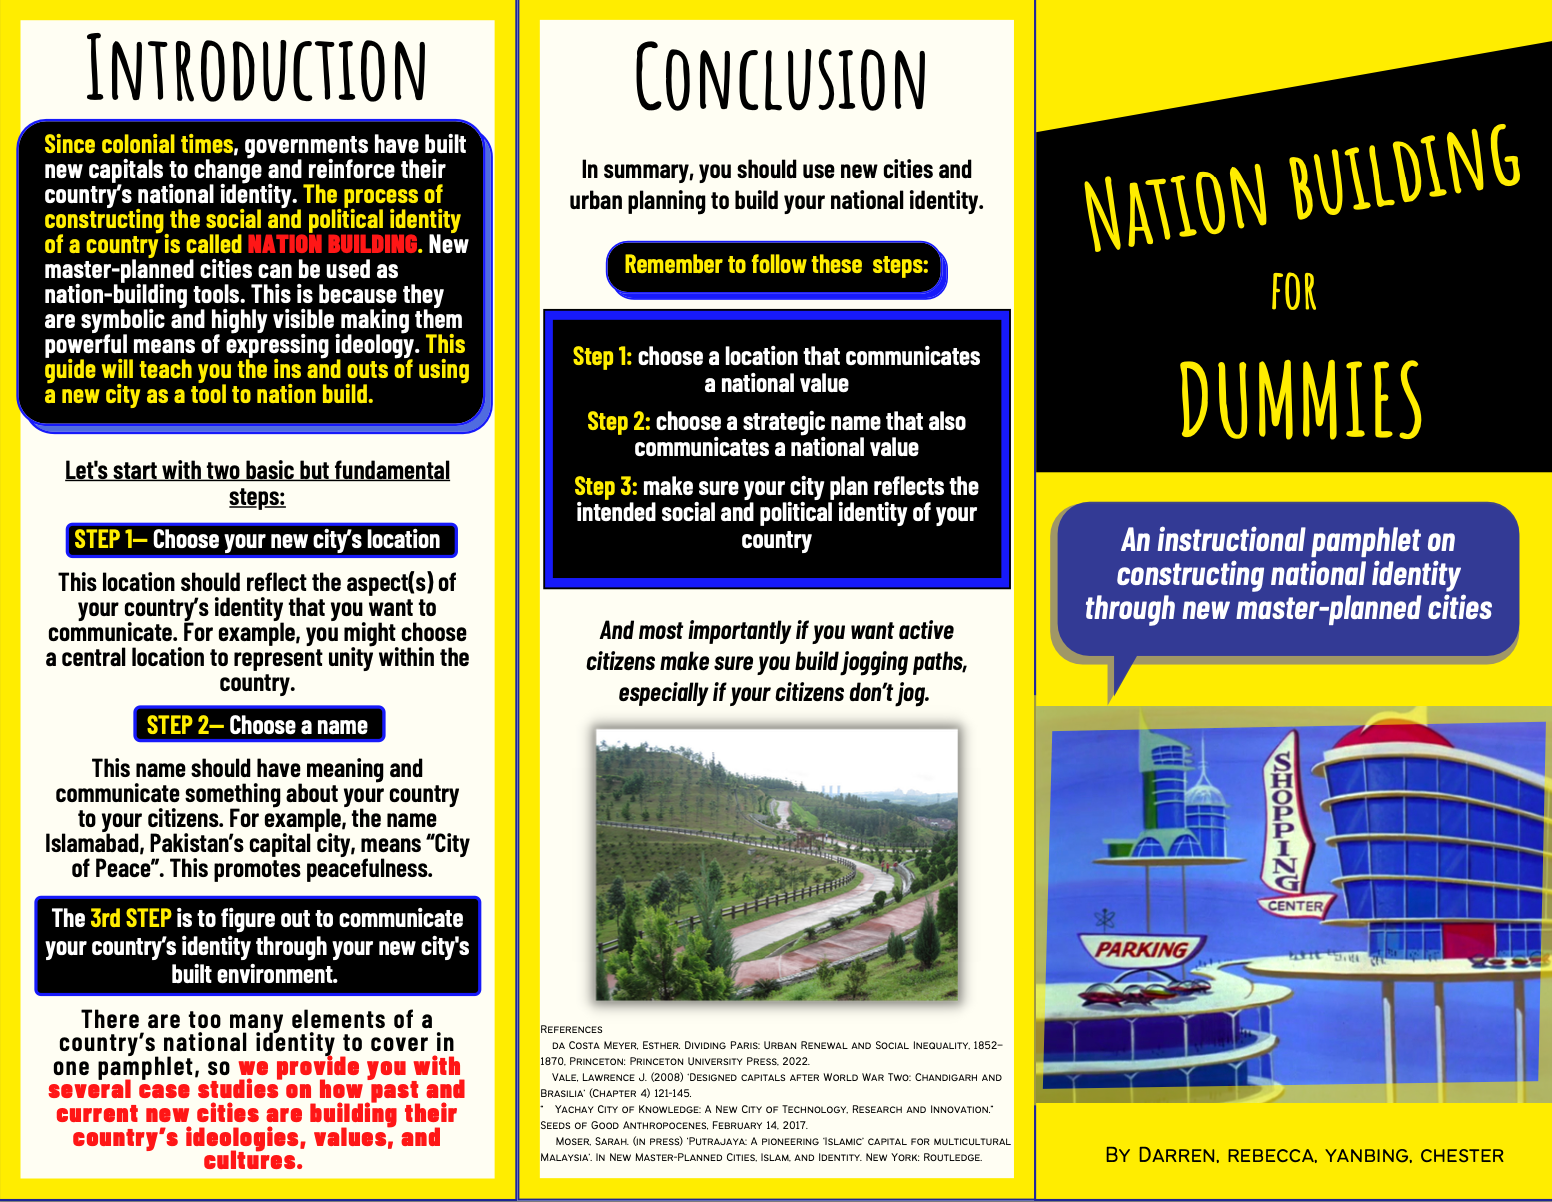 Introduction
Since colonial times, governments have built
new capitals to change and reinforce their
country's national identity. The process of
constructing the social and political identity
of a country is called NATION BUILDING. New
master-planned cities can be used as
nation-building tools. This is because they
are symbolic and highly visible making them
powerful means of expressing ideology. This
guide will teach you the ins and outs of using
a new city as a tool to nation build.
Let's start with two basic but fundamental
steps:
STEP 1— Choose your new city's location
This location should reflect the aspect(s) of
your country's identity that you want to
communicate. For example, you might choose
a central location to represent unity within the
country.
STEP 2— Choose a name
This name should have meaning and
communicate something about your country
to your citizens. For example, the name
Islamabad, Pakistan's capital city, means “City
of Peace”. This promotes peacefulness.
The 3rd STEP is to figure out to communicate
your country's identity through your new city's
built environment.
There are too many elements of a
country's national identity to cover in
one pamphlet, so we provide you with
several case studies on how past and
current new cities are building their
country's ideologies, values, and
cultures.
Conclusion
In summary, you should use new cities and
urban planning to build your national identity.
Remember to follow these steps:
Step 1: choose a location that communicates
a national value
Step 2: choose a strategic name that also
communicates a national value
Step 3: make sure your city plan reflects the
intended social and political identity of your
country
And most importantly if you want active
citizens make sure you build jogging paths,
especially if your citizens don't jog.
References
da Costa Meyer, Esther. Dividing Paris: Urban Renewal and Social Inequality, 1852–
1870, Princeton: Princeton University Press, 2022.
Vale, Lawrence J. (2008) 'Designed capitals after World War Two: Chandigarh and
Brasilia' (Chapter 4) 121-145.
" Yachay City of Knowledge: A New City of Technology, Research and Innovation."
Seeds of Good Anthropocenes, February 14, 2017.
Moser, Sarah. (in press) 'Putrajaya: A pioneering 'Islamic' capital for multicultural
Malaysia'. In New Master-Planned Cities, Islam, and Identity. New York: Routledge.
Nation building
for
DUMMIES
An instructional pamphlet on
constructing national identity
through new master-planned cities
SHOPPING
CENTER
PARKING
By Darren, rebecca, yanbing, chester